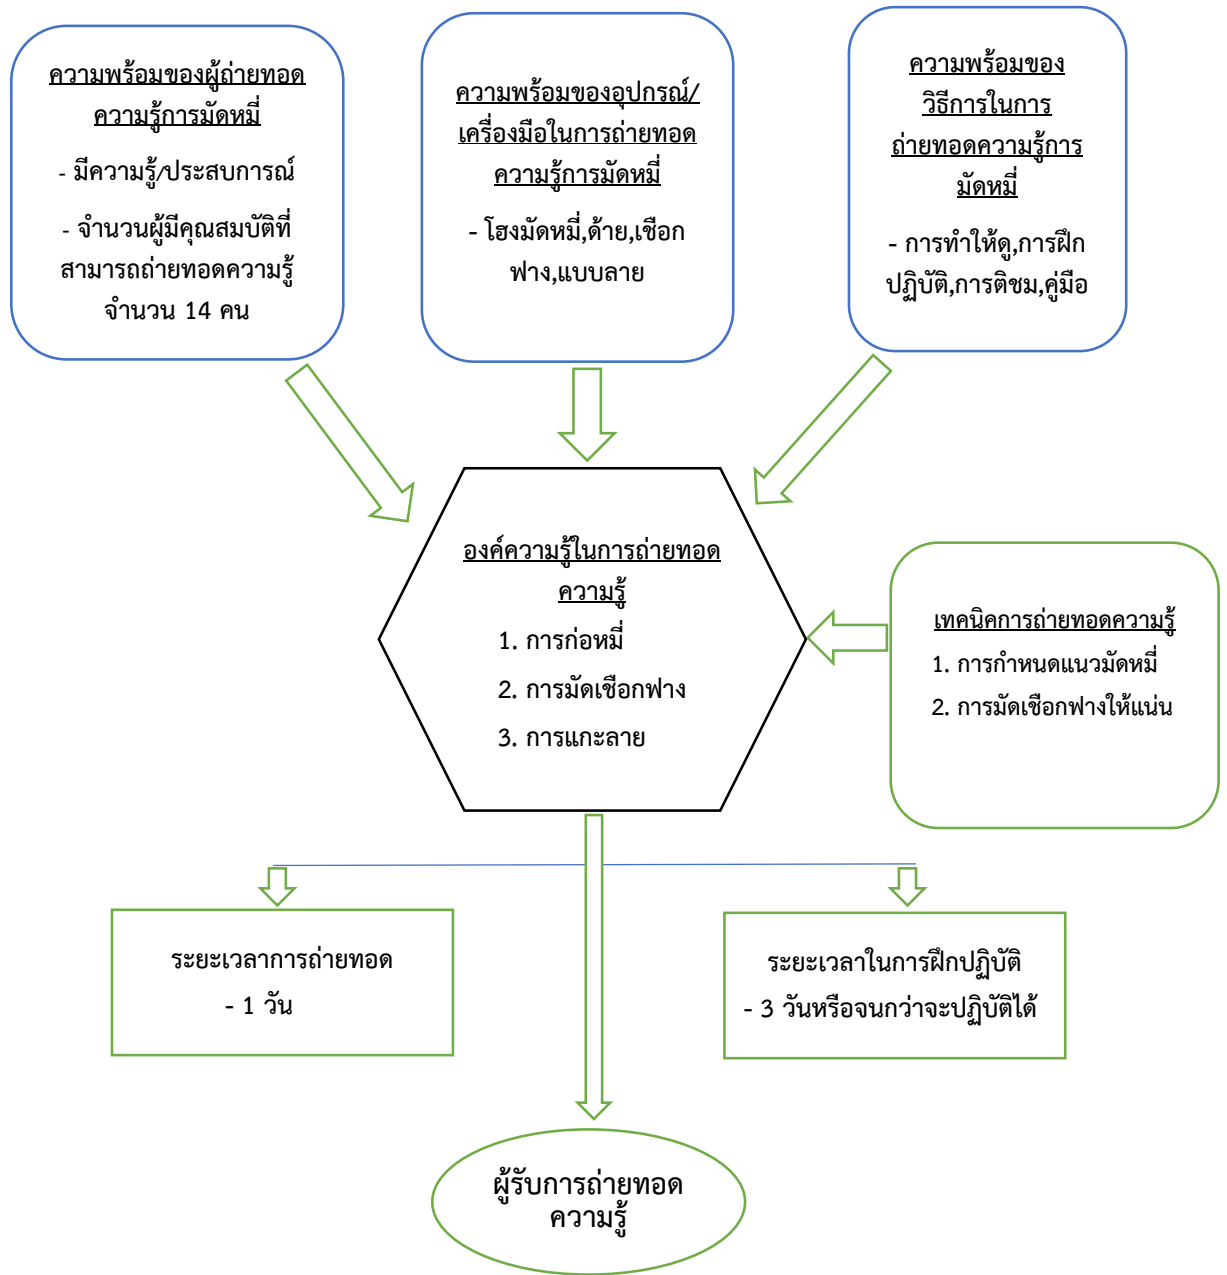 ความพร้อมของผู้ถ่ายทอด
ความรู้การมัดหมี่
- มีความรู้/ประสบการณ์
- จำนวนผู้มีคุณสมบัติที่
สามารถถ่ายทอดความรู้
จำนวน 14 คน
ความพร้อมของอุปกรณ์/
เครื่องมือในการถ่ายทอด
ความรู้การมัดหมี่
- โฮงมัดหมี่,ด้าย,เชือก
ฟาง,แบบลาย
ความพร้อมของ
วิธีการในการ
ถ่ายทอดความรู้การ
มัดหมี่
- การทำให้ดู,การฝึก
ปฏิบัติ,การติชม,คู่มือ
องค์ความรู้ในการถ่ายทอด
ความรู้
1. การก่อหมี่
2. การมัดเชือกฟาง
3. การแกะลาย
เทคนิคการถ่ายทอดความรู้
1. การกำหนดแนวมัดหมี่
2. การมัดเชือกฟางให้แน่น
ระยะเวลาการถ่ายทอด
- 1 วัน
ระยะเวลาในการฝึกปฏิบัติ
- 3 วันหรือจนกว่าจะปฏิบัติได้
ผู้รับการถ่ายทอด
ความรู้